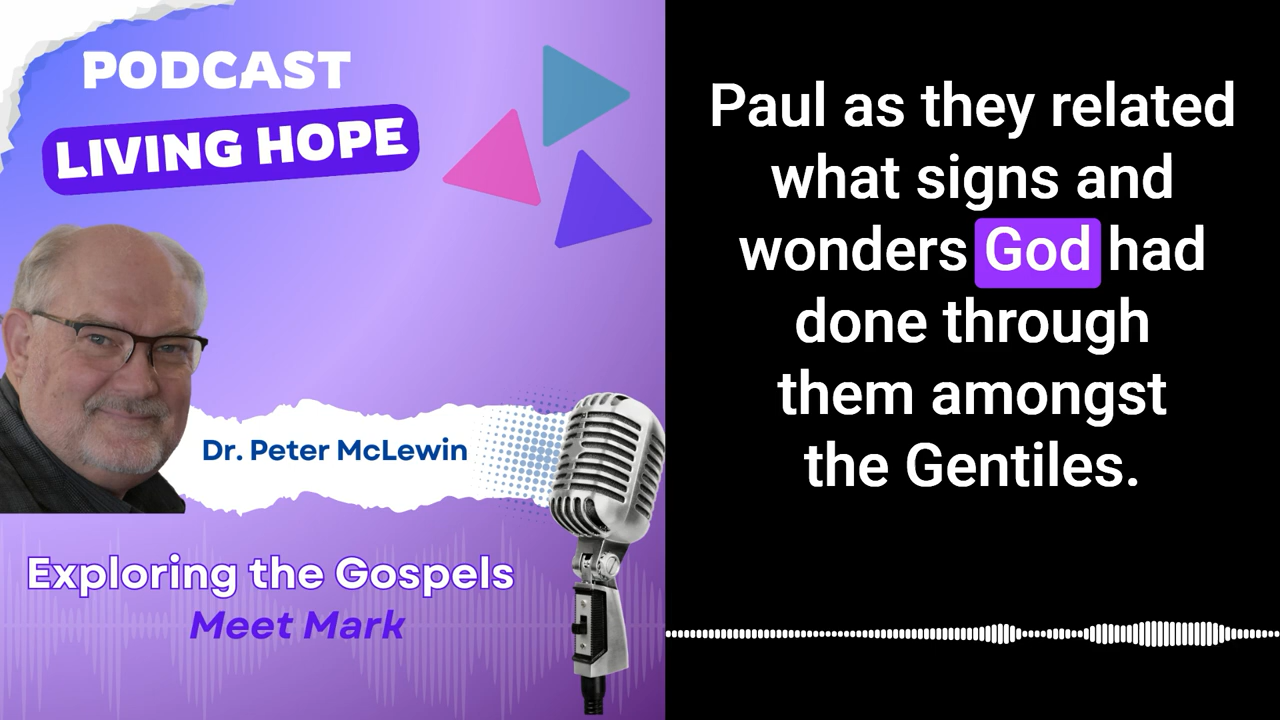 PODCAST
LIVING HOPE
Dr. Peter McLewin
Exploring the Gospels
Meet Mark
Paul as they related
what signs and
wonders God had
done through
them amongst
the Gentiles.